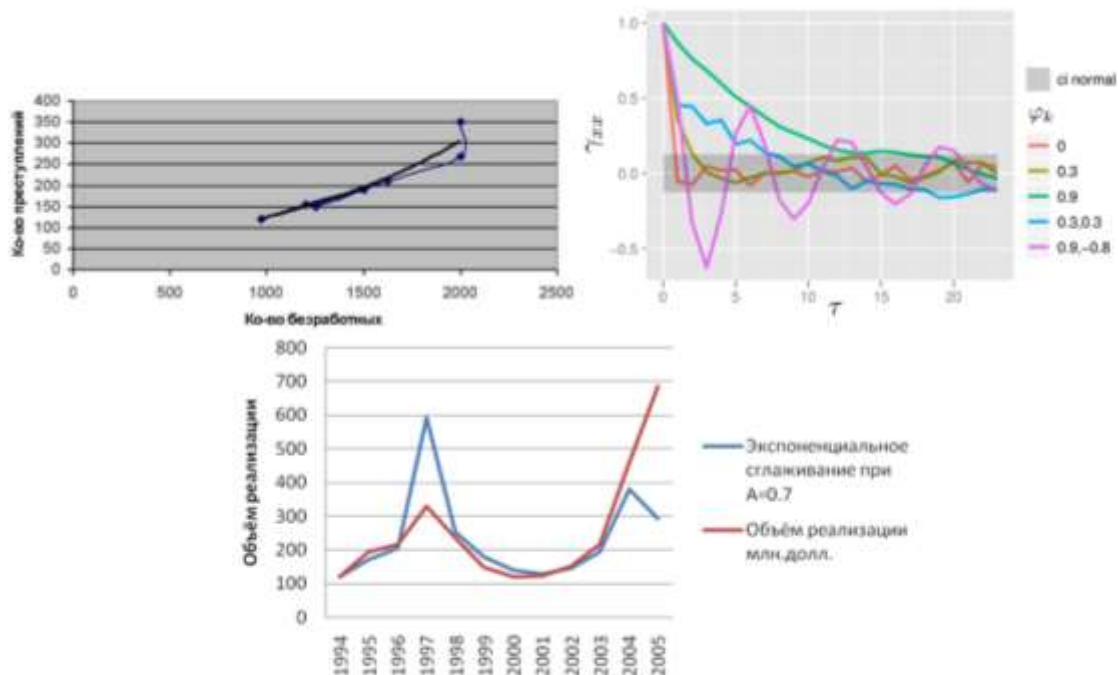 400
350
300
250
200
150
100
50
0
0 500 1000 1500 2000 2500
Ко-во преступлений
Ко-во безработных
1.0
0.5
0.0
−0.5
γxx
0 5 10 15 20
τ
ci normal
φk
0
0.3
0.9
0.3,0.3
0.9,−0.8
800
700
600
500
400
300
200
100
0
Объём реализации
1994
1995
1996
1997
1998
1999
2000
2001
2002
2003
2004
2005
Экспоненциальное
сглаживание при
А=0.7
Объём реализации
млн.долл.